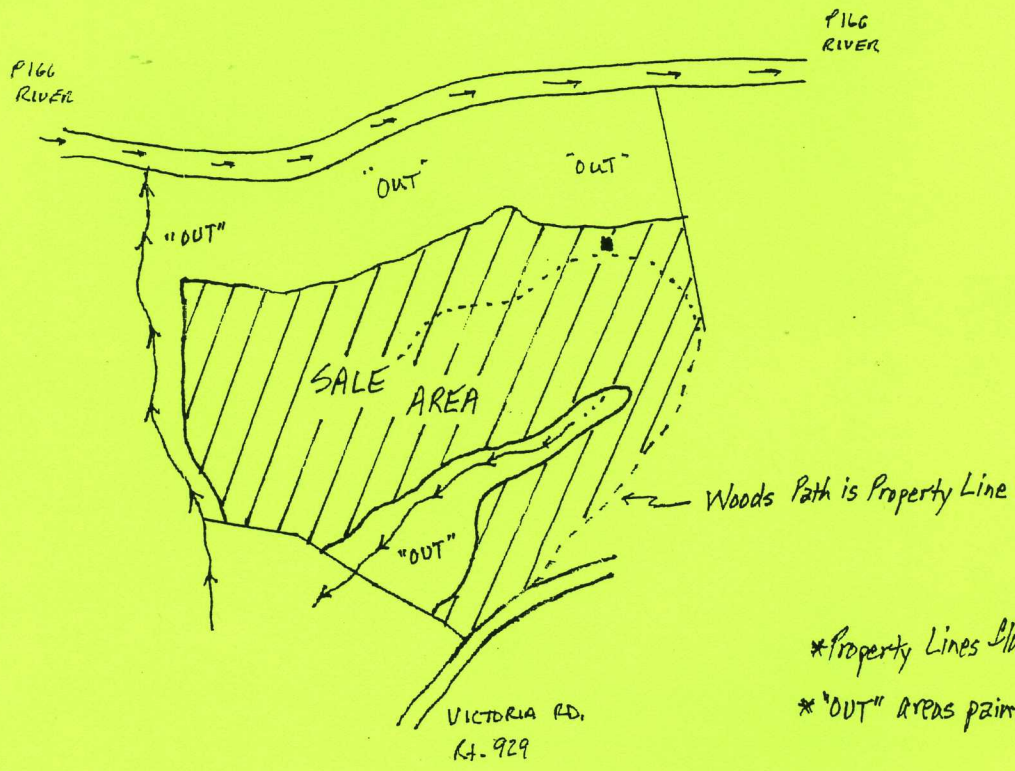 PIGG
RIVER
PIGG
RIVER
"OUT"
"OUT"
"OUT"
SALE AREA
Woods Path is Property Line
"OUT"
*Property Lines
* "OUT" areas
VICTORIA RD.
Rt. 929